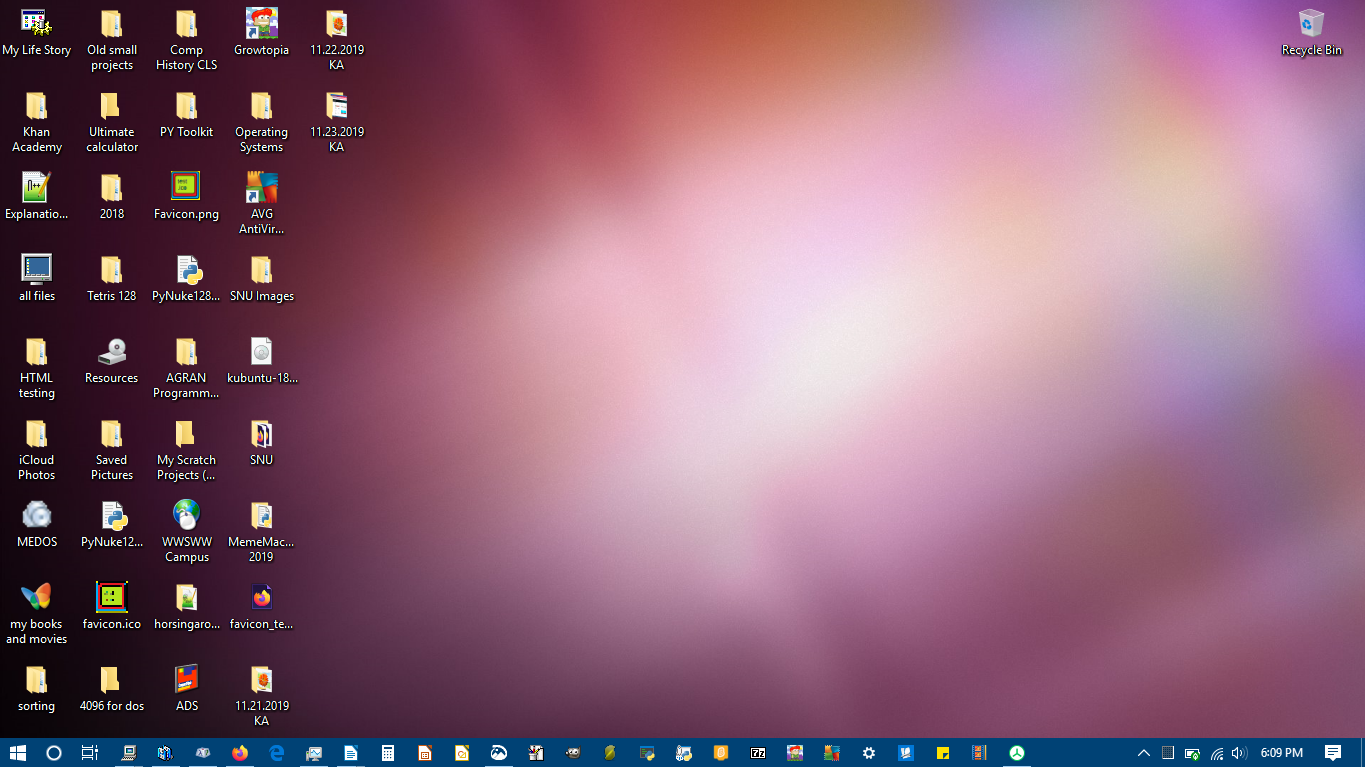 My Life Story
Old small
projects
Comp
History CLS
Growtopia
11.22.2019
KA
Recycle Bin
Khan
Academy
Ultimate
calculator
PY Toolkit
Operating
Systems
11.23.2019
KA
Explanatio...
2018
Favicon.png
AVG
AntiVir...
all files
Tetris 128
PyNuke128...
SNU Images
HTML
testing
Resources
AGRAN
Programm...
kubuntu-18...
iCloud
Photos
Saved
Pictures
My Scratch
Projects (...
SNU
MEDOS
PyNuke12...
WWSWW
Campus
MemeMac...
2019
my books
and movies
favicon.ico
horsingaro...
favicon_te...
sorting
4096 for dos
ADS
11.21.2019
KA
7z
6:09 PM